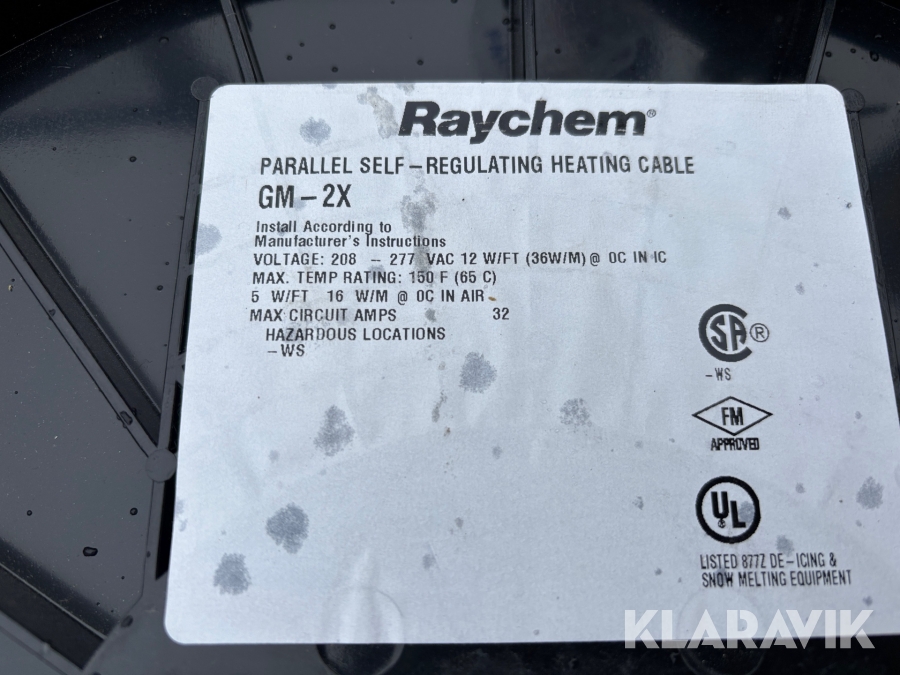 Raychem®
PARALLEL SELF-REGULATING HEATING CABLE
GM-2X
Install According to
Manufacturer's Instructions
VOLTAGE: 208 - 277 VAC 12 W/FT (36W/M) @ 0C IN IC
MAX. TEMP RATING: 150 F (65 C)
5 W/FT 16 W/M @ 0C IN AIR
MAX CIRCUIT AMPS 32
HAZARDOUS LOCATIONS
-WS
SA ®
-WS
FM
APPROVED
UL
LISTED 877Z DE-ICING &
SNOW MELTING EQUIPMENT
KLARAVIK